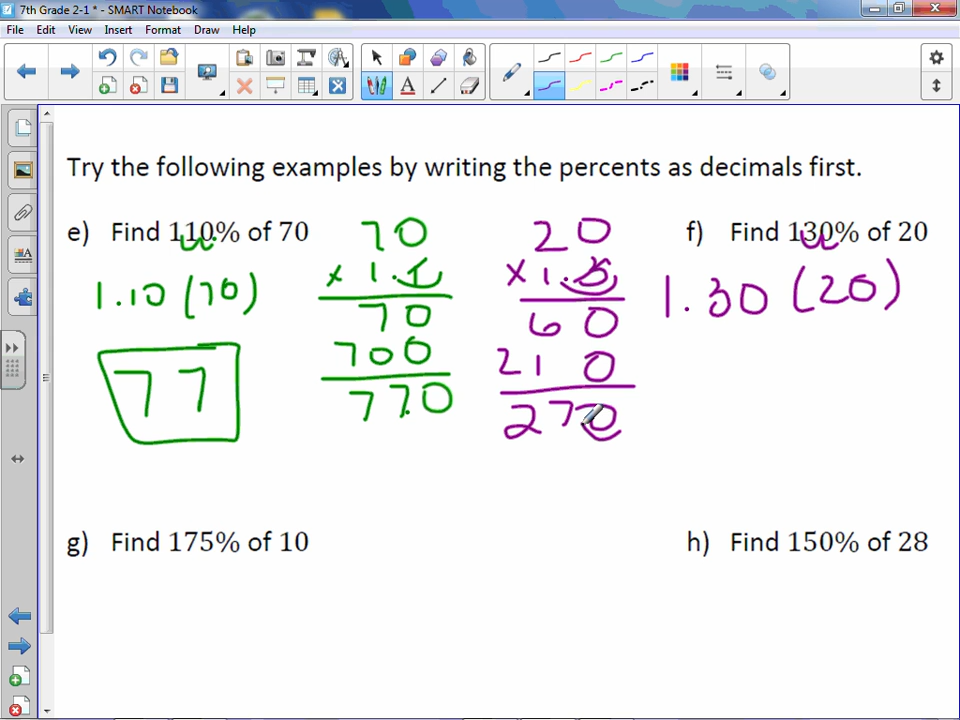 7th Grade 2-1 * - SMART Notebook
File Edit View Insert Format Draw Help
Try the following examples by writing the percents as decimals first.
e) Find 110% of 70
1.10 (70)
77
70
× 1.1
70
700
77.0
20
× 1.3
60
210
270
f) Find 130% of 20
1.30 (20)
g) Find 175% of 10
h) Find 150% of 28